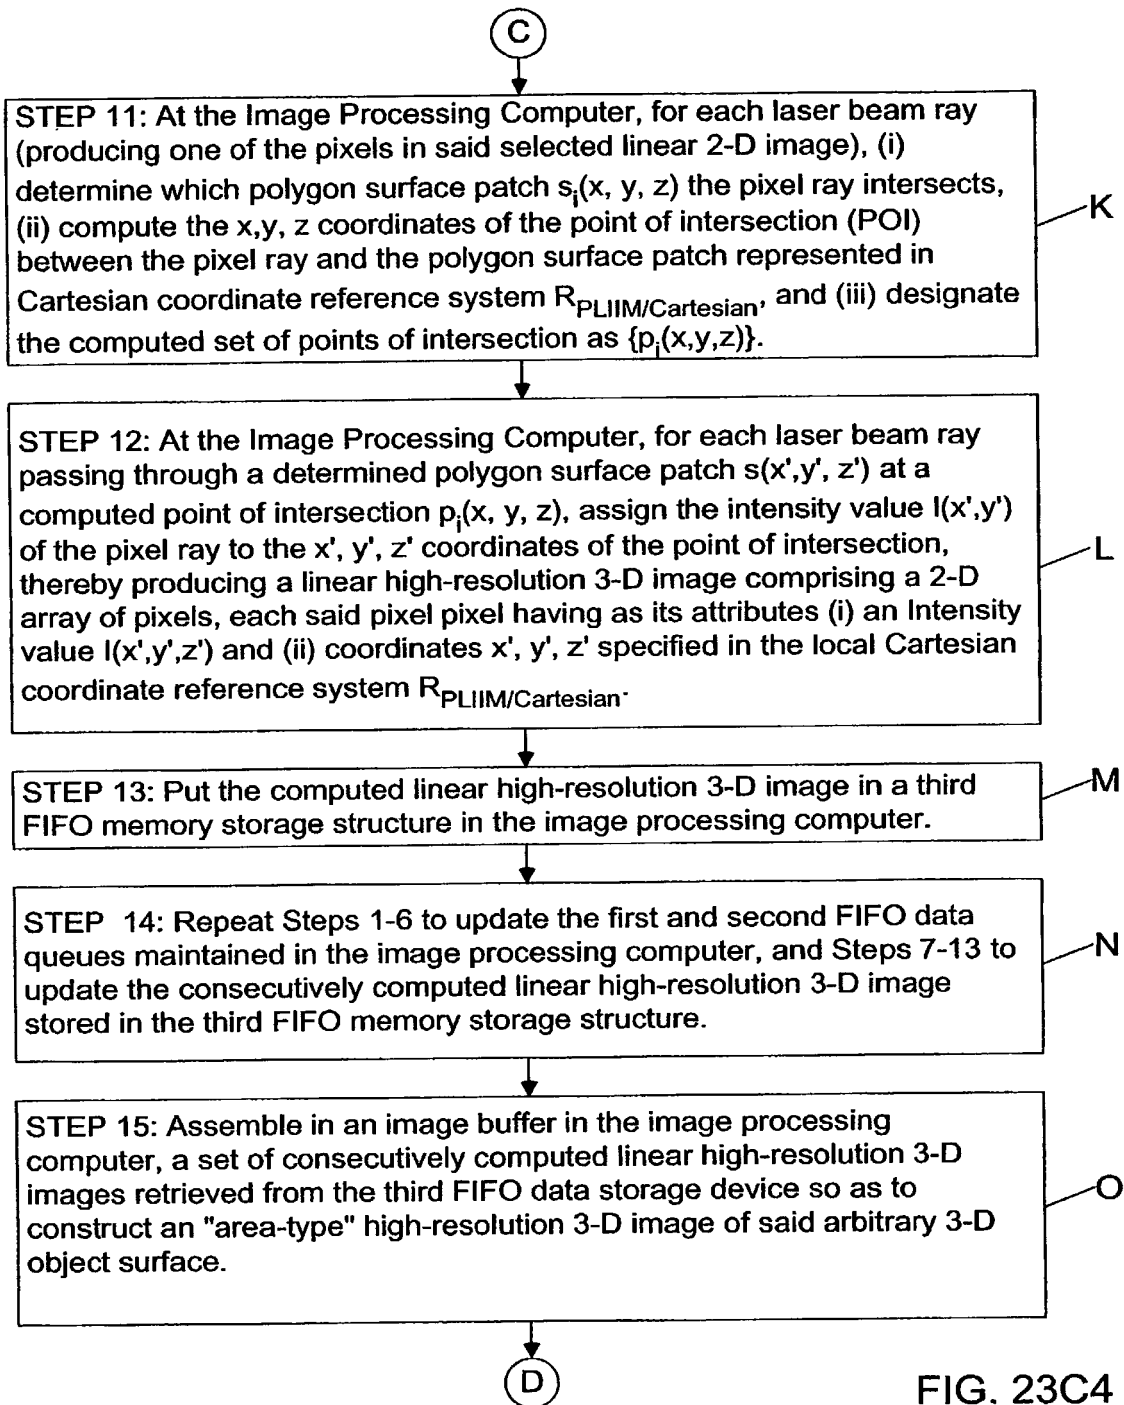 C
STEP 11: At the Image Processing Computer, for each laser beam ray
(producing one of the pixels in said selected linear 2-D image), (i)
determine which polygon surface patch s_i(x, y, z) the pixel ray intersects,
(ii) compute the x,y, z coordinates of the point of intersection (POI)
between the pixel ray and the polygon surface patch represented in
Cartesian coordinate reference system R_PLIIM/Cartesian, and (iii) designate
the computed set of points of intersection as {p_i(x,y,z)}.
K
STEP 12: At the Image Processing Computer, for each laser beam ray
passing through a determined polygon surface patch s(x',y', z') at a
computed point of intersection p_i(x, y, z), assign the intensity value I(x',y')
of the pixel ray to the x', y', z' coordinates of the point of intersection,
thereby producing a linear high-resolution 3-D image comprising a 2-D
array of pixels, each said pixel pixel having as its attributes (i) an Intensity
value I(x',y',z') and (ii) coordinates x', y', z' specified in the local Cartesian
coordinate reference system R_PLIIM/Cartesian.
L
STEP 13: Put the computed linear high-resolution 3-D image in a third
FIFO memory storage structure in the image processing computer.
M
STEP 14: Repeat Steps 1-6 to update the first and second FIFO data
queues maintained in the image processing computer, and Steps 7-13 to
update the consecutively computed linear high-resolution 3-D image
stored in the third FIFO memory storage structure.
N
STEP 15: Assemble in an image buffer in the image processing
computer, a set of consecutively computed linear high-resolution 3-D
images retrieved from the third FIFO data storage device so as to
construct an "area-type" high-resolution 3-D image of said arbitrary 3-D
object surface.
O
D
FIG. 23C4